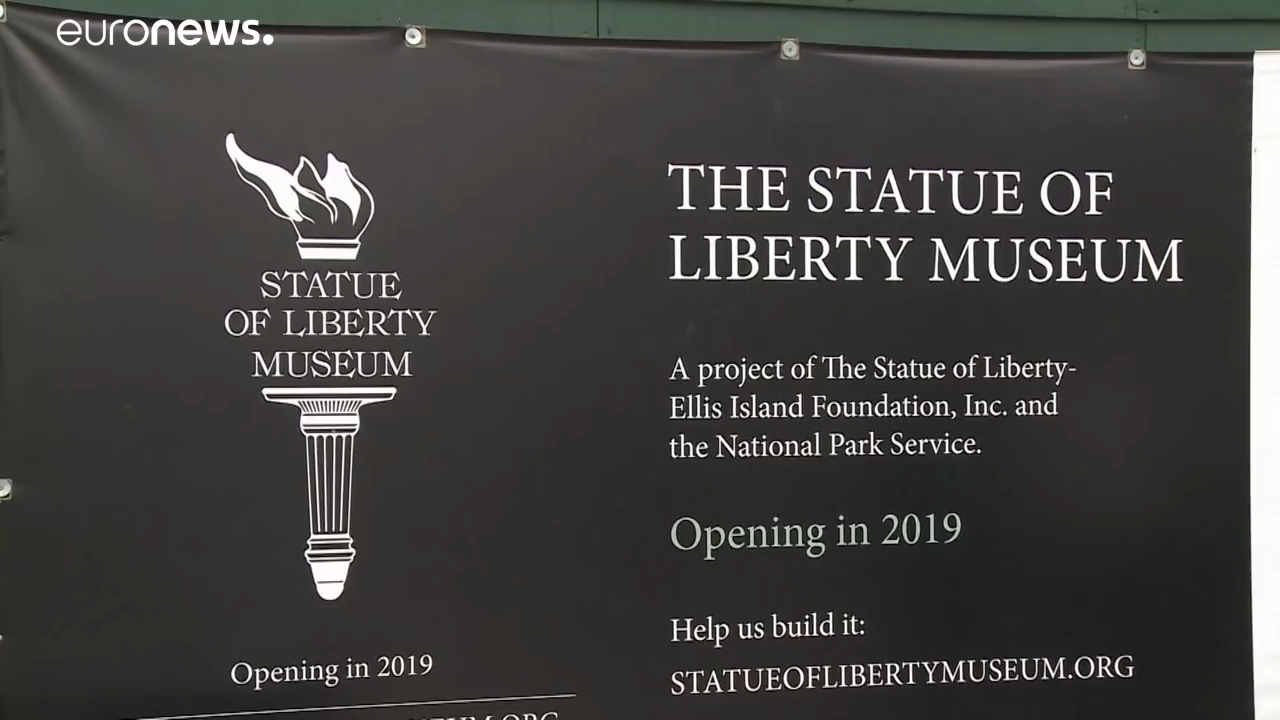 euronews.
STATUE
OF LIBERTY
MUSEUM
Opening in 2019
THE STATUE OF
LIBERTY MUSEUM
A project of The Statue of Liberty-
Ellis Island Foundation, Inc. and
the National Park Service.
Opening in 2019
Help us build it:
STATUEOFLIBERTYMUSEUM.ORG